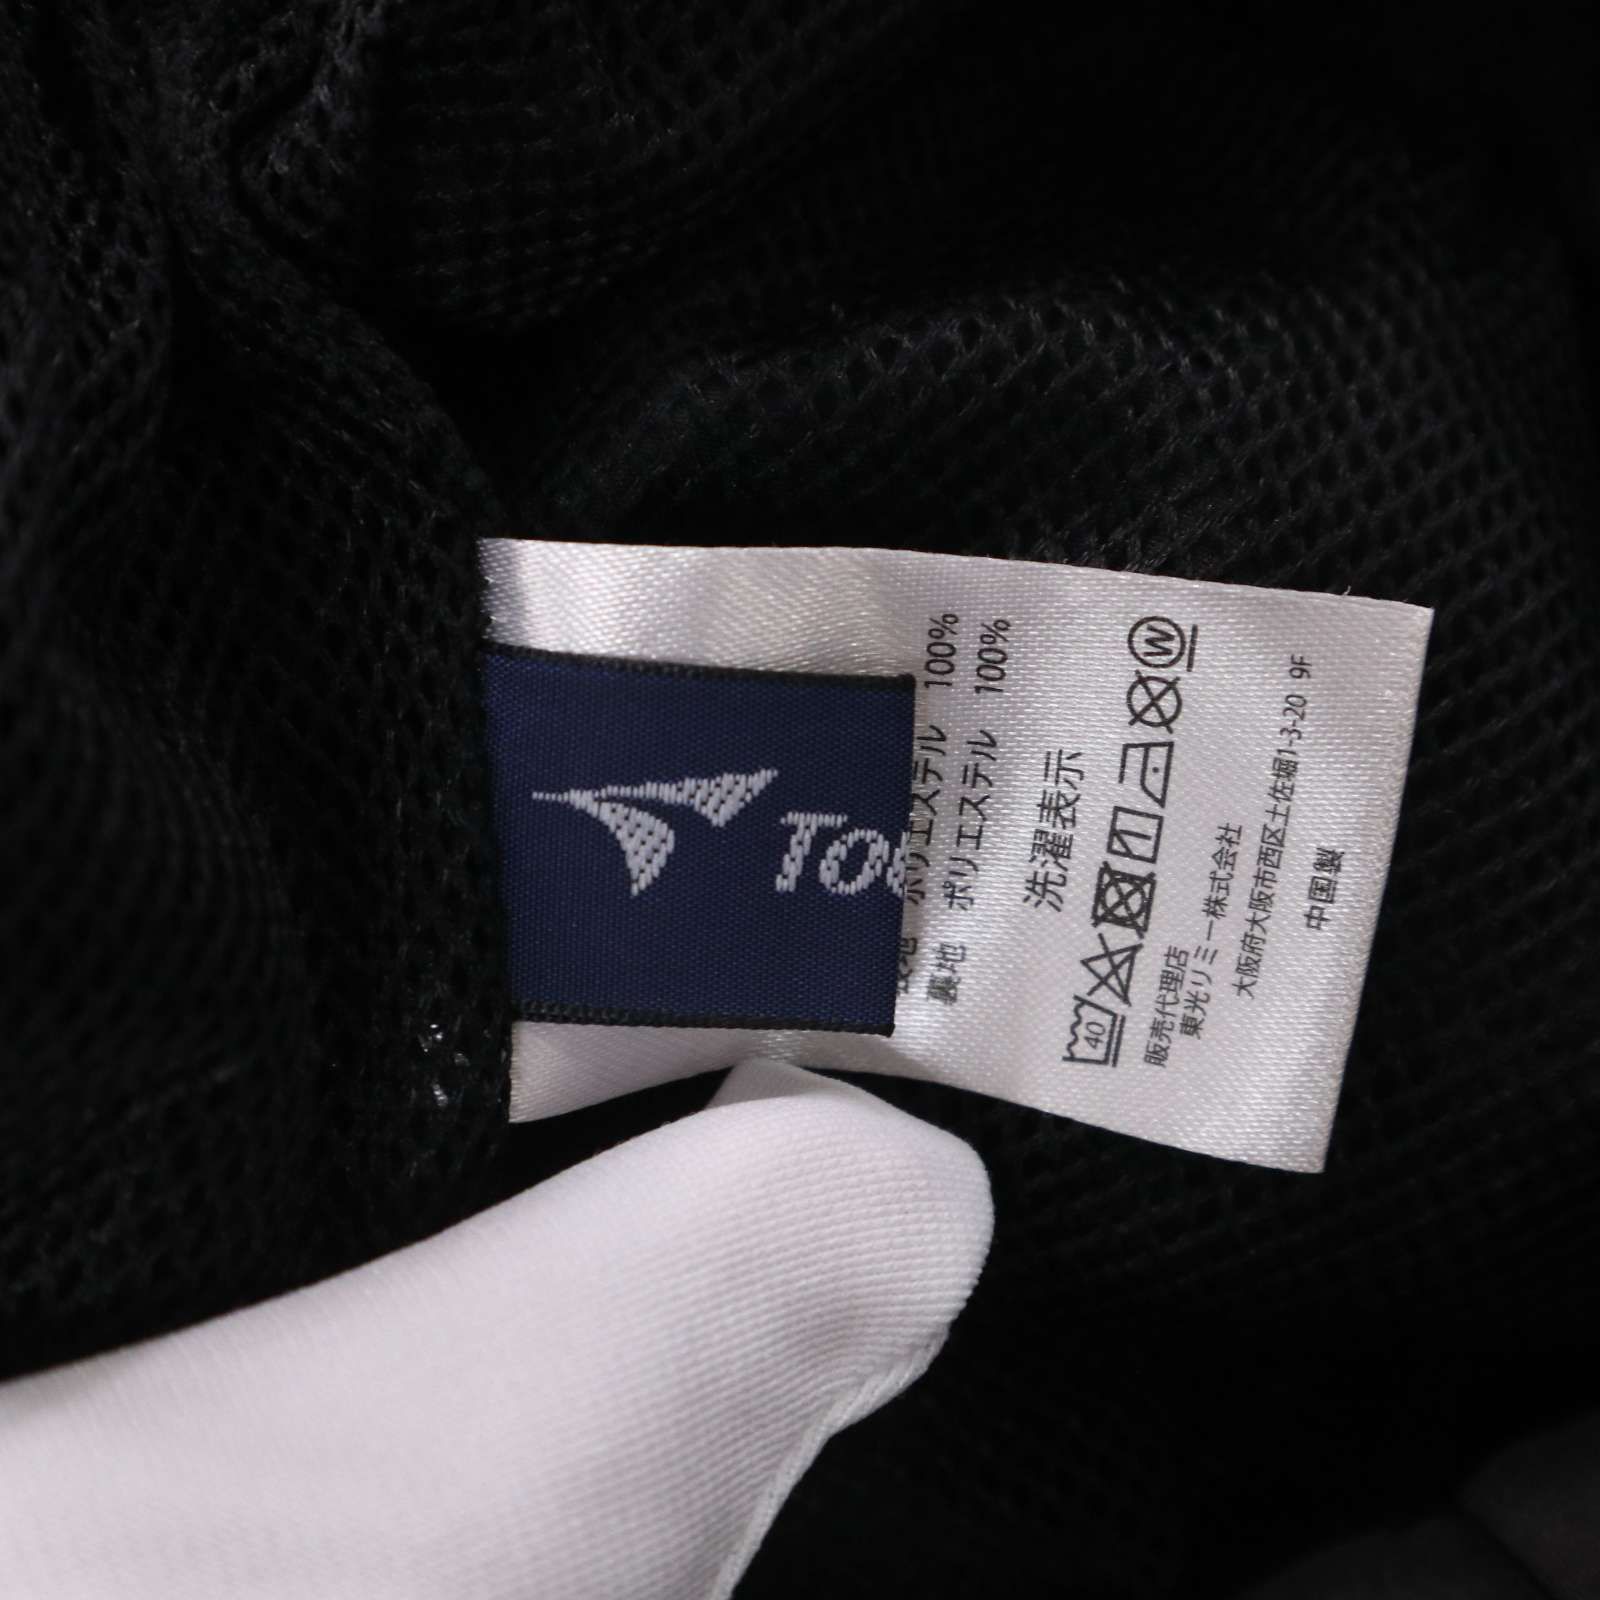 表地 ポリエステル 100%
裏地 ポリエステル 100%
洗濯表示
40
W
販売代理店
東光リミー株式会社
大阪府大阪市西区土佐堀1-3-20 9F
中国製